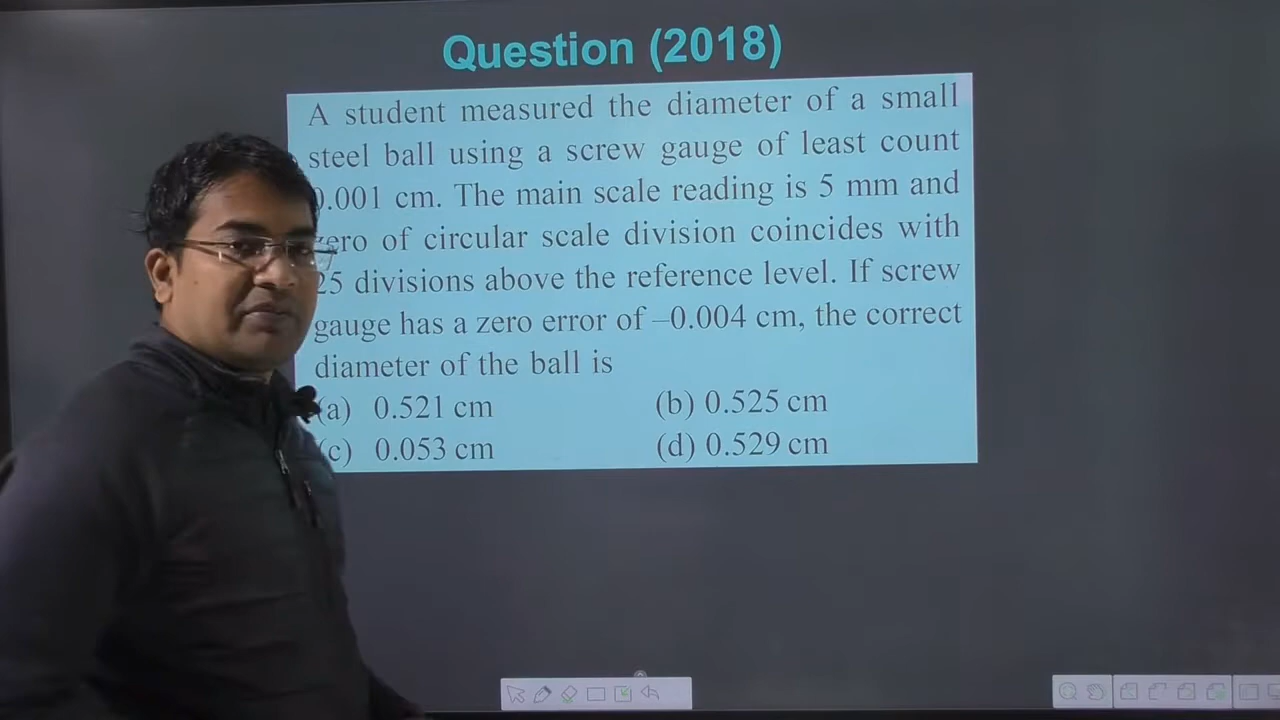 Question (2018)
A student measured the diameter of a small
steel ball using a screw gauge of least count
0.001 cm. The main scale reading is 5 mm and
zero of circular scale division coincides with
25 divisions above the reference level. If screw
gauge has a zero error of –0.004 cm, the correct
diameter of the ball is
(a) 0.521 cm (b) 0.525 cm
(c) 0.053 cm (d) 0.529 cm